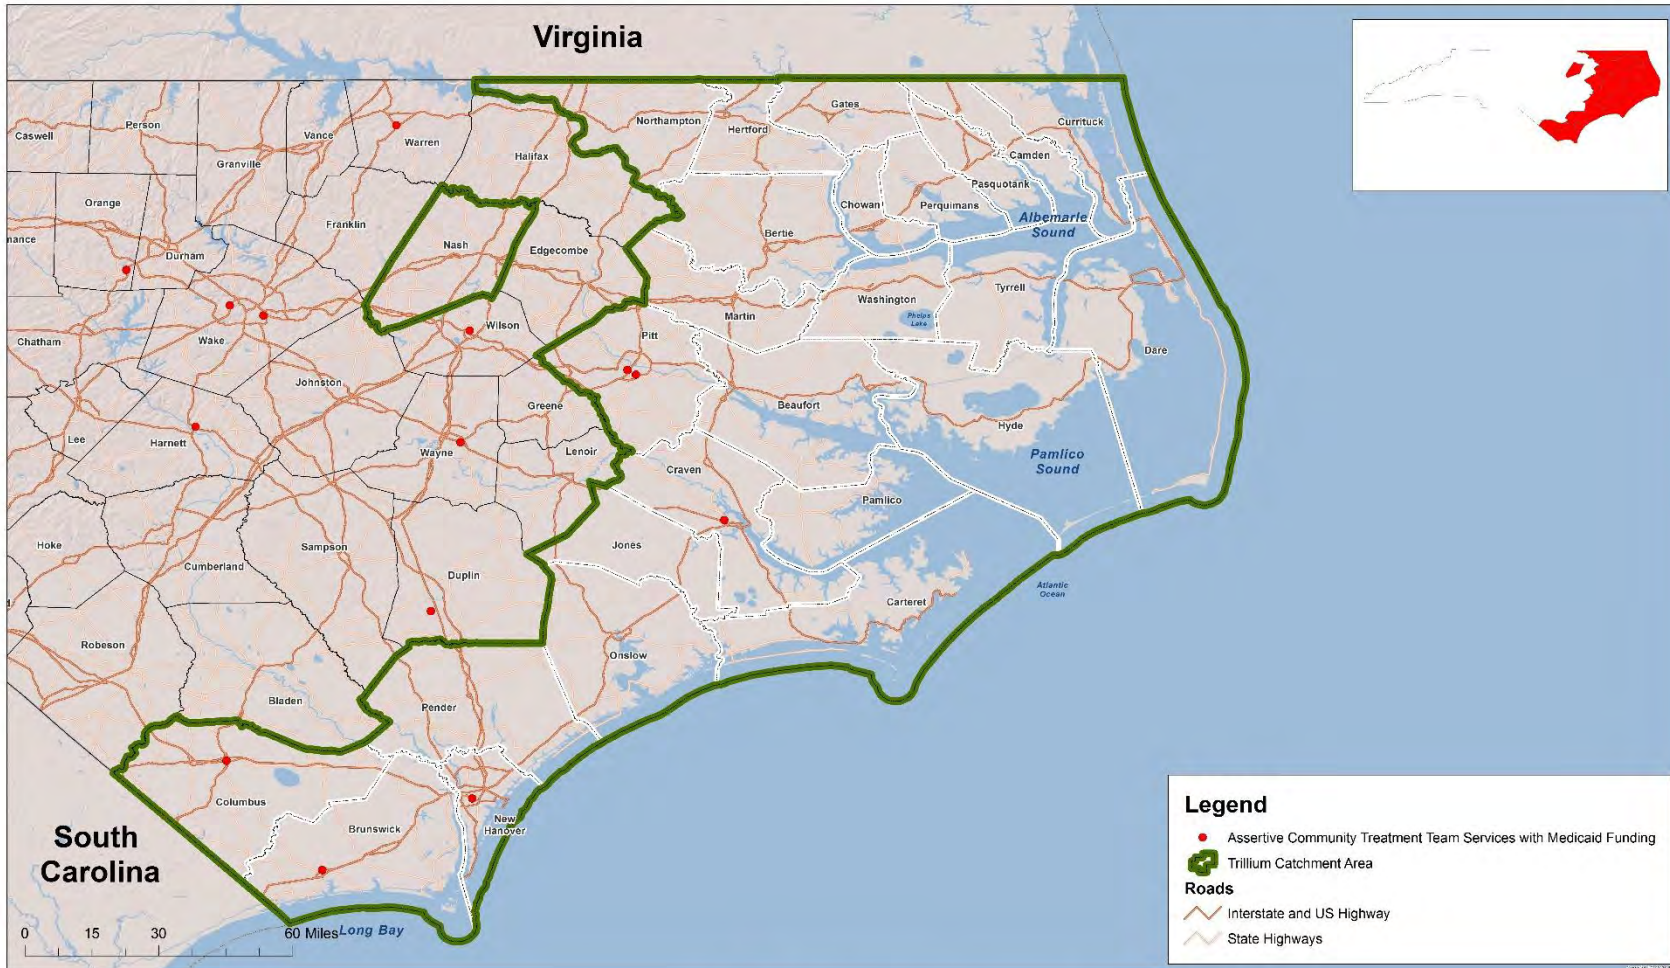 Virginia
Gates
Northampton
Hertford
Currituck
Person
Caswell
Vance
Warren
Granville
Halifax
Camden
Pasquotank
Orange
Franklin
Chowan
Perquimans
Albemarle
Sound
Nash
Edgecombe
Bertie
mance
Durham
Tyrrell
Washington
Phelps
Lake
Martin
Wilson
Pitt
Chatham
Wake
Dare
Johnston
Beaufort
Greene
Hyde
Lee
Harnett
Wayne
Lenoir
Pamlico
Sound
Craven
Pamlico
Hoke
Sampson
Jones
Cumberland
Duplin
Atlantic
Ocean
Carteret
Robeson
Onslow
Bladen
Pender
Columbus
New
Hanover
Brunswick
South
Carolina
Long Bay
0 15 30 60 Miles
Legend
Assertive Community Treatment Team Services with Medicaid Funding
Trillium Catchment Area
Roads
Interstate and US Highway
State Highways